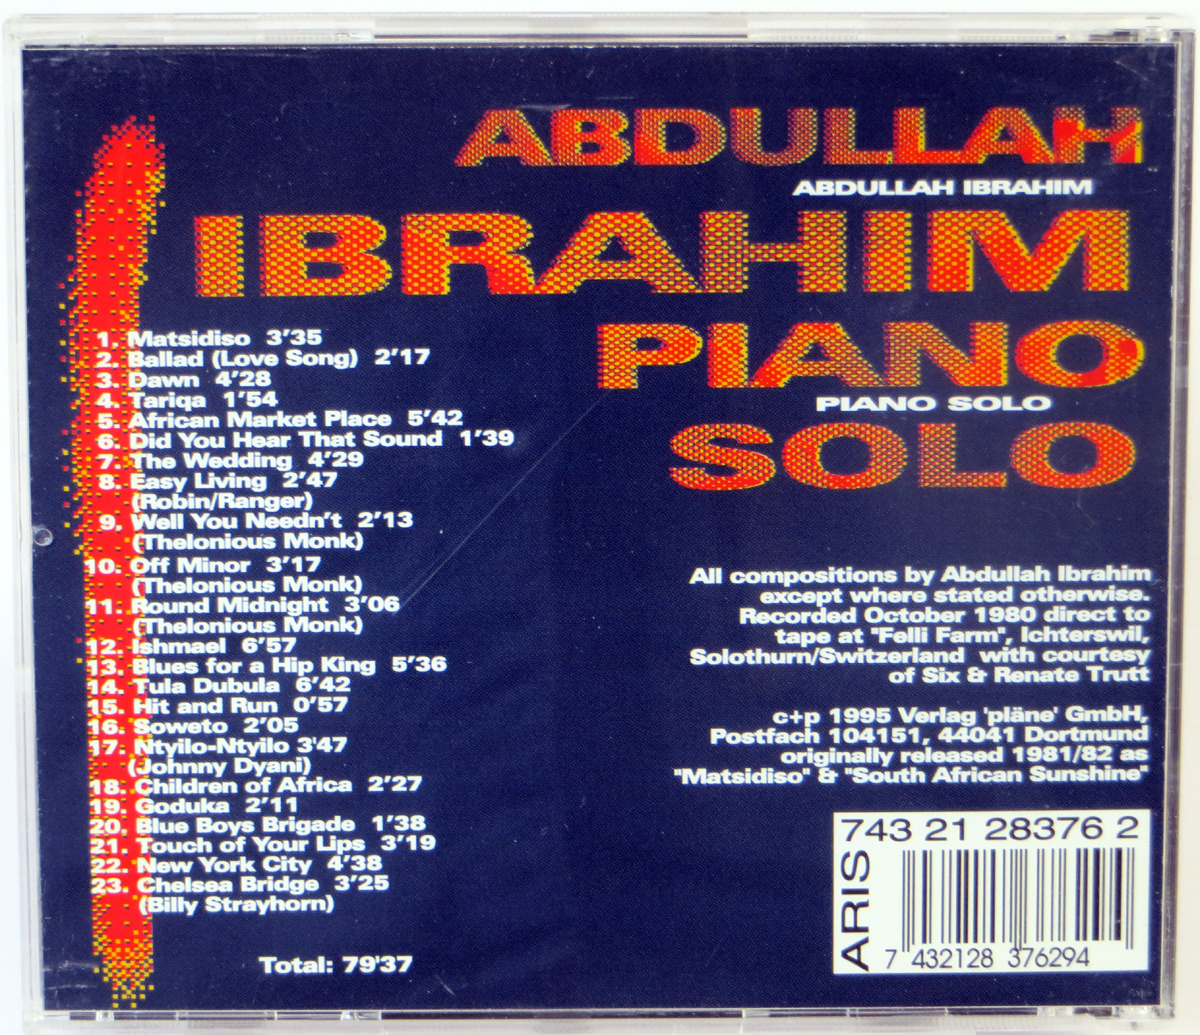 ABDULLAH
ABDULLAH IBRAHIM
IBRAHIM
PIANO
PIANO SOLO
SOLO
1. Matsidiso 3'35
2. Ballad (Love Song) 2'17
3. Dawn 4'28
4. Tariqa 1'54
5. African Market Place 5'42
6. Did You Hear That Sound 1'39
7. The Wedding 4'29
8. Easy Living 2'47
(Robin/Ranger)
9. Well You Needn't 2'13
(Thelonious Monk)
10. Off Minor 3'17
(Thelonious Monk)
11. Round Midnight 3'06
(Thelonious Monk)
12. Ishmael 6'57
13. Blues for a Hip King 5'36
14. Tula Dubula 6'42
15. Hit and Run 0'57
16. Soweto 2'05
17. Ntyilo-Ntyilo 3'47
(Johnny Dyani)
18. Children of Africa 2'27
19. Goduka 2'11
20. Blue Boys Brigade 1'38
21. Touch of Your Lips 3'19
22. New York City 4'38
23. Chelsea Bridge 3'25
(Billy Strayhorn)
Total: 79'37
All compositions by Abdullah Ibrahim
except where stated otherwise.
Recorded October 1980 direct to
tape at "Felli Farm", Ichterswil,
Solothurn/Switzerland with courtesy
of Six & Renate Trutt
c+p 1995 Verlag 'pläne' GmbH,
Postfach 104151, 44041 Dortmund
originally released 1981/82 as
"Matsidiso" & "South African Sunshine"
743 21 28376 2
ARIS
7 432128 376294